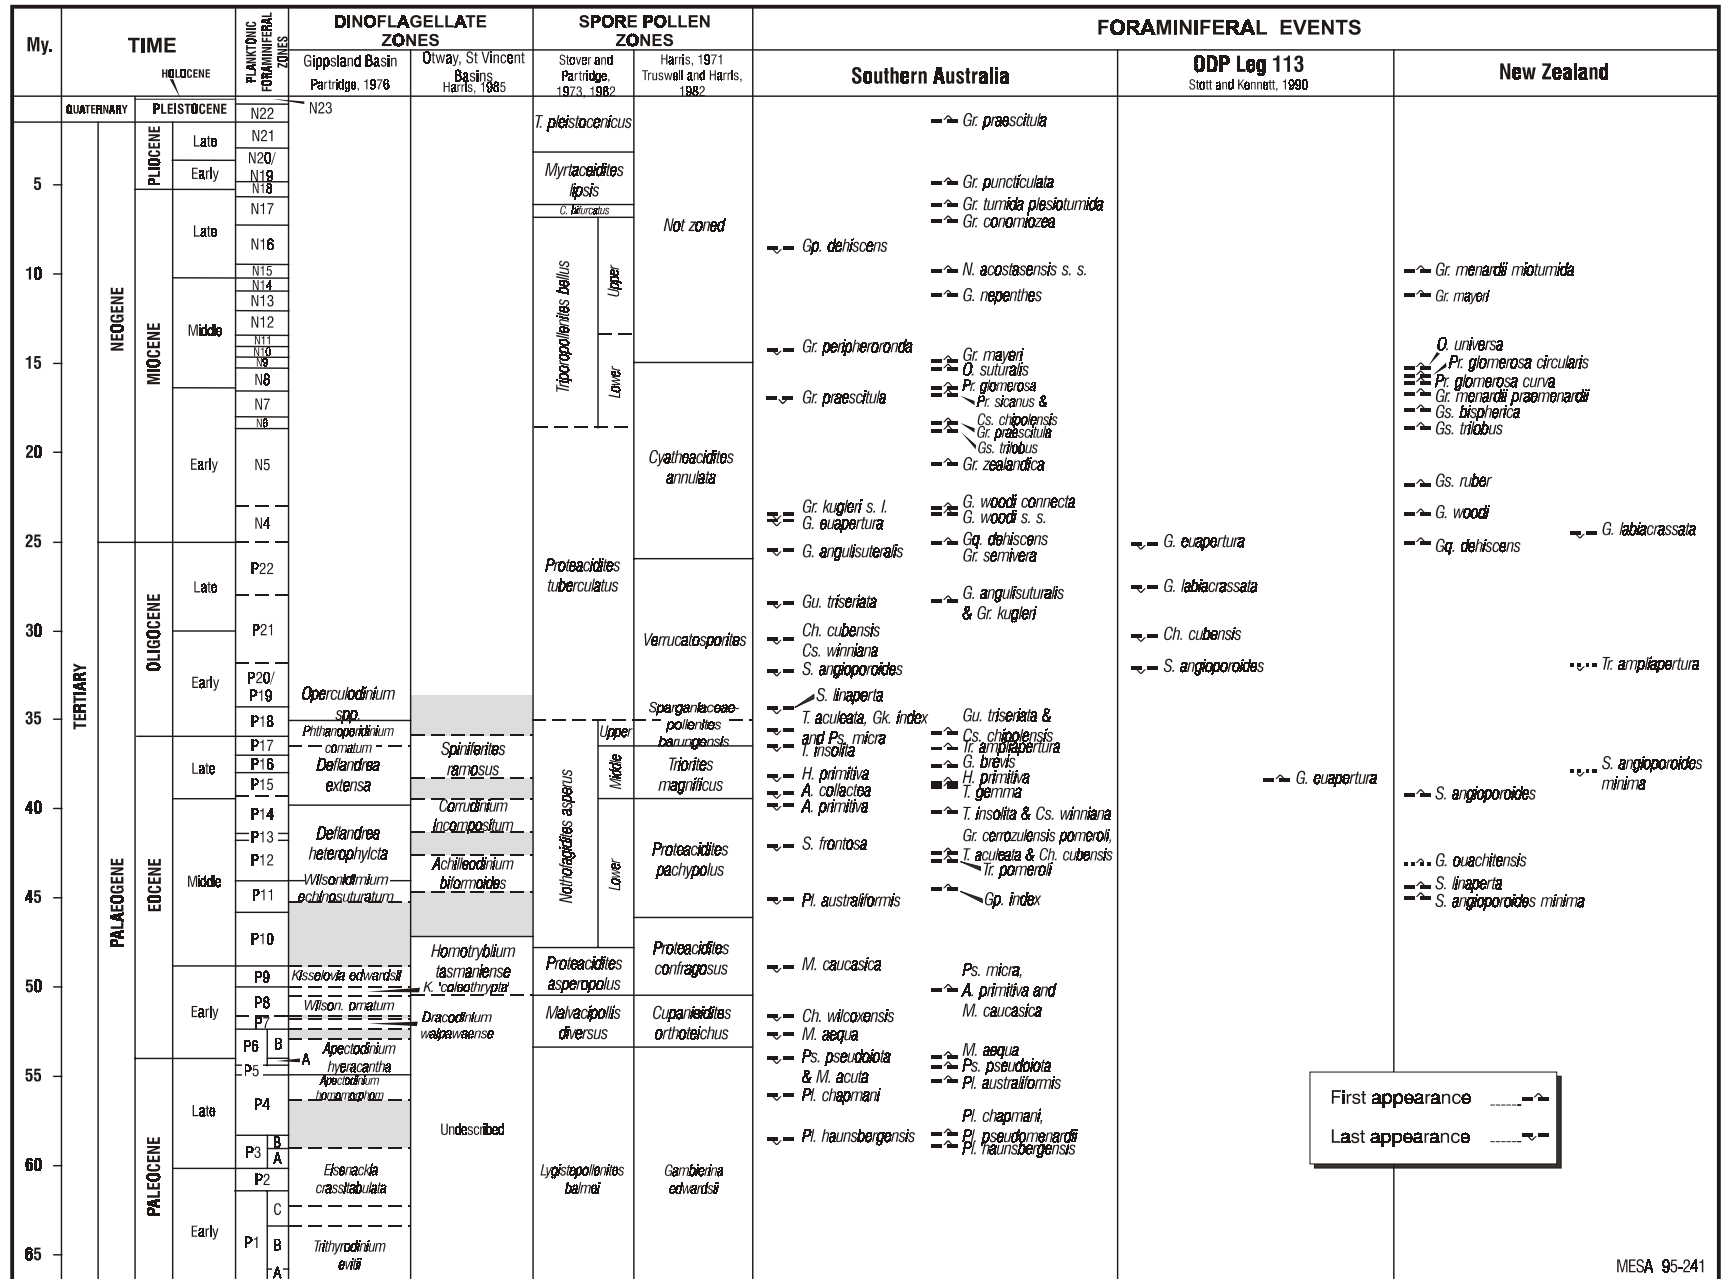 My.
TIME
HOLOCENE
PLANKTONIC
FORAMINIFERAL
ZONES
DINOFLAGELLATE
ZONES
Gippsland Basin
Partridge, 1976
Otway, St Vincent
Basins
Harris, 1985
SPORE POLLEN
ZONES
Stover and
Partridge,
1973, 1982
Harris, 1971
Truswell and Harris,
1982
FORAMINIFERAL EVENTS
Southern Australia
ODP Leg 113
Stott and Kennett, 1990
New Zealand
5
10
15
20
25
30
35
40
45
50
55
60
65
QUATERNARY
TERTIARY
NEOGENE
PALAEOGENE
PLEISTOCENE
PLIOCENE
MIOCENE
OLIGOCENE
EOCENE
PALEOCENE
Late
Early
Late
Middle
Early
Late
Early
Late
Middle
Early
Late
Early
N23
N22
N21
N20/
N19
N18
N17
N16
N15
N14
N13
N12
N11
N10
N9
N8
N7
N6
N5
N4
P22
P21
P20/
P19
P18
P17
P16
P15
P14
P13
P12
P11
P10
P9
P8
P7
P6
B
A
P5
P4
P3
B
A
P2
P1
C
B
A
Operculodinium
spp.
Phthanoperidinium
comatum
Deflandrea
extensa
Deflandrea
heterophylcta
Wilsonidinium
echinosuturatum
Kisselovia edwardsii
Wilson. ornatum
Apectodinium
hyperacantha
Apectodinium
homomorphum
Eisenackia
crassitabulata
Trithyrodinium
evittii
Spiniferites
ramosus
Corrudinium
Incompositum
Achilleodinium
biformoides
Homotryblium
tasmaniense
K. 'coleothrypta'
Dracodinium
waipawaense
Undescribed
T. pleistocenicus
Myrtaceidites
lipsis
C. bifurcatus
Triporopollenites bellus
Upper
Lower
Proteacidites
tuberculatus
Nothofagidites asperus
Upper
Middle
Lower
Proteacidites
asperopolus
Malvacipollis
diversus
Lygistepollenites
balmei
Not zoned
Cyatheacidites
annulata
Verrucatosporites
Sparganiaceae-
pollenites
barungensis
Triorites
magnificus
Proteacidites
pachypolus
Proteacidites
confragosus
Cupanieidites
orthoteichus
Gambierina
edwardsii
Gp. dehiscens
Gr. peripheroronda
Gr. praescitula
Gr. kugleri s. l.
G. euapertura
G. angulisuteralis
Gu. triseriata
Ch. cubensis
Cs. winniana
S. angioporoides
S. linaperta
T. aculeata, Gk. index
and Ps. micra
T. insolita
H. primitiva
A. collactea
A. primitiva
S. frontosa
Pl. australiformis
M. caucasica
Ch. wilcoxensis
M. aequa
Ps. pseudoiota
& M. acuta
Pl. chapmani
Pl. haunsbergensis
Gr. praescitula
Gr. puncticulata
Gr. tumida plesiotumida
Gr. conomiozea
N. acostasensis s. s.
G. nepenthes
Gr. mayeri
O. suturalis
Pr. glomerosa
Pr. sicanus &
Cs. chipolensis
Gr. praescitula
Gs. trilobus
Gr. zealandica
G. woodi connecta
G. woodi s. s.
Gq. dehiscens
Gr. semivera
G. angulisuturalis
& Gr. kugleri
Gu. triseriata &
Cs. chipolensis
Tr. ampliapertura
G. brevis
H. primitiva
T. gemma
T. insolita & Cs. winniana
Gr. cerrozulensis pomeroli,
T. aculeata & Ch. cubensis
Tr. pomeroli
Gp. index
Ps. micra,
A. primitiva and
M. caucasica
M. aequa
Ps. pseudoiota
Pl. australiformis
Pl. chapmani,
Pl. pseudomenardii
Pl. haunsbergensis
G. euapertura
G. labiacrassata
Ch. cubensis
S. angioporoides
G. euapertura
Gr. menardii miotumida
Gr. mayeri
O. universa
Pr. glomerosa circularis
Pr. glomerosa curva
Gr. menardii praemenardii
Gs. bispherica
Gs. trilobus
Gs. ruber
G. woodi
G. labiacrassata
Gq. dehiscens
Tr. ampliapertura
S. angioporoides
minima
S. angioporoides
G. ouachitensis
S. linaperta
S. angioporoides minima
First appearance
Last appearance
MESA 95-241